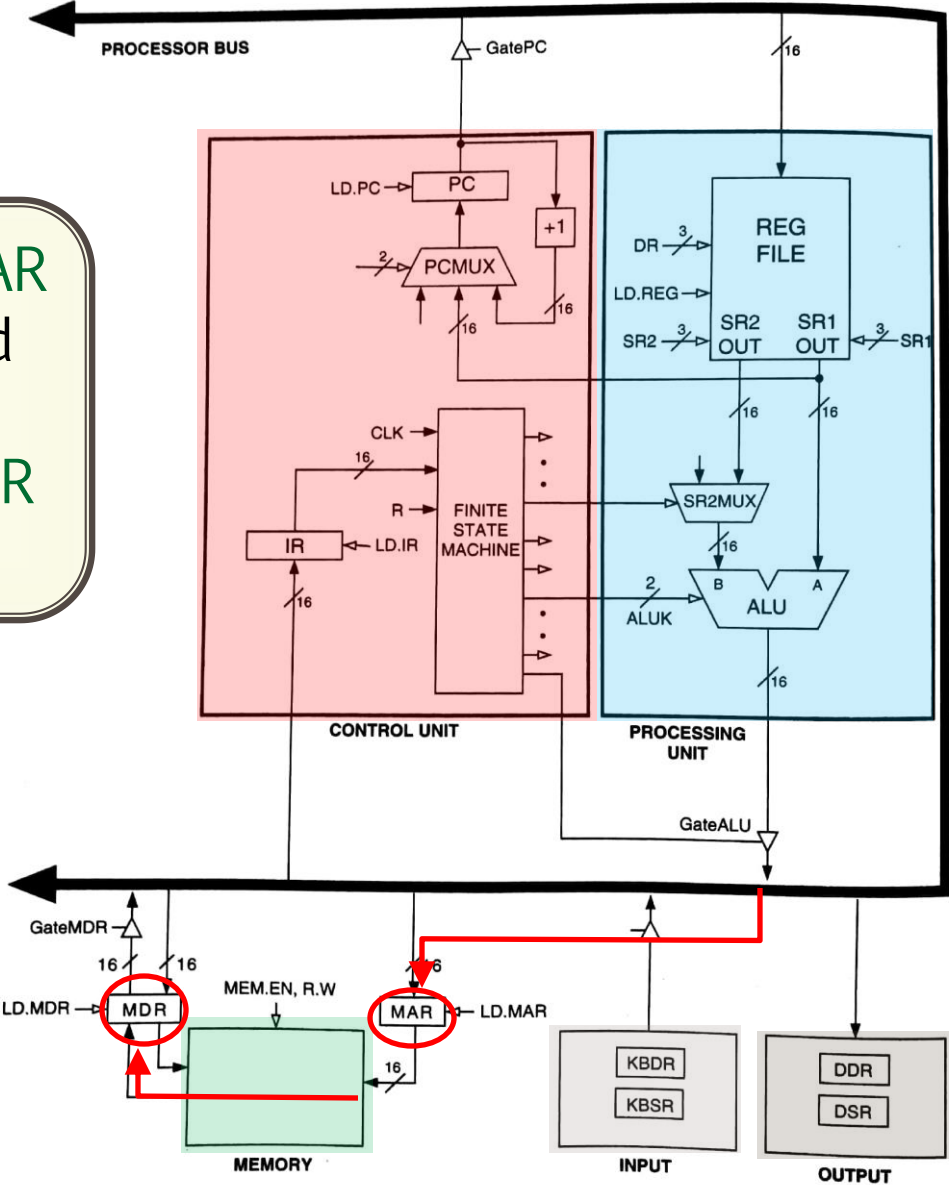 PROCESSOR BUS
GatePC
16
LD.PC
PC
+1
2
PCMUX
16
16
REG
FILE
DR
3
LD.REG
SR2
3
SR2
OUT
SR1
OUT
3
SR1
16
16
AR
d
R
CLK
16
R
FINITE
STATE
MACHINE
IR
LD.IR
16
SR2MUX
16
B
A
ALU
2
ALUK
16
CONTROL UNIT
PROCESSING
UNIT
GateALU
GateMDR
16
16
LD.MDR
MDR
MEM.EN, R.W
MAR
LD.MAR
16
MEMORY
KBDR
KBSR
INPUT
DDR
DSR
OUTPUT